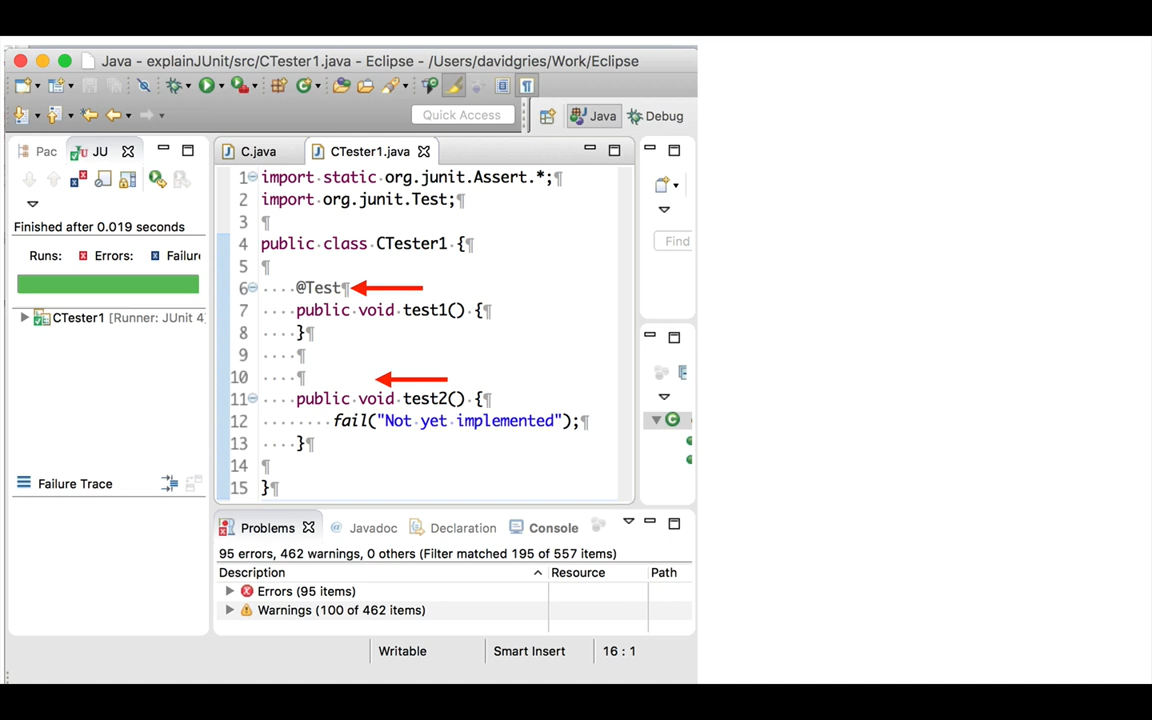 Java - explainJUnit/src/CTester1.java - Eclipse - /Users/davidgries/Work/Eclipse
Quick Access
Java
Debug
Pac
JU
Finished after 0.019 seconds
Runs:
Errors:
Failur
CTester1 [Runner: JUnit 4
Failure Trace
C.java
CTester1.java
1 import static org.junit.Assert.*;¶
2 import org.junit.Test;¶
3 ¶
4 public class CTester1 {¶
5 ¶
6 ····@Test¶
7 ····public void test1() {¶
8 ····}¶
9 ····¶
10 ····¶
11 ····public void test2() {¶
12 ········fail("Not yet implemented");¶
13 ····}¶
14 ¶
15 }¶
Find
Problems
Javadoc
Declaration
Console
95 errors, 462 warnings, 0 others (Filter matched 195 of 557 items)
Description
Resource
Path
Errors (95 items)
Warnings (100 of 462 items)
Writable
Smart Insert
16 : 1